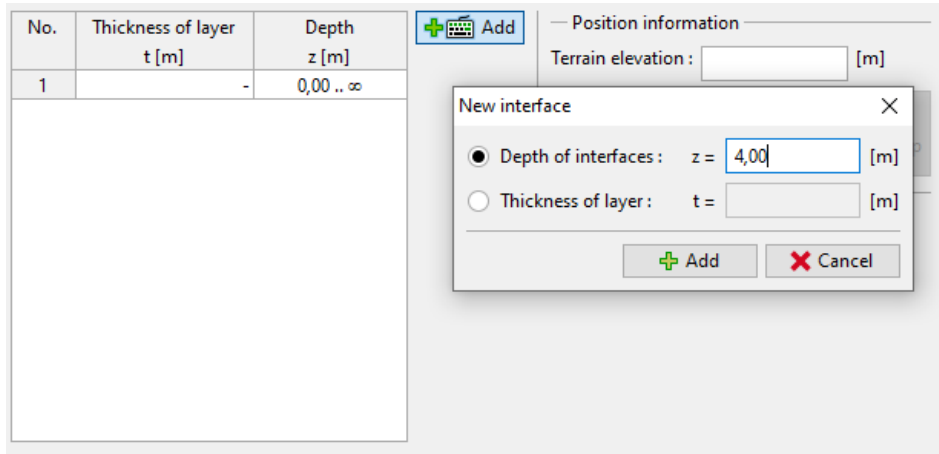 No. Thickness of layer Depth
t [m] z [m]
1 - 0,00 .. ∞
Add
Position information
Terrain elevation : [m]
New interface
Depth of interfaces : z = 4,00 [m]
Thickness of layer : t = [m]
Add Cancel